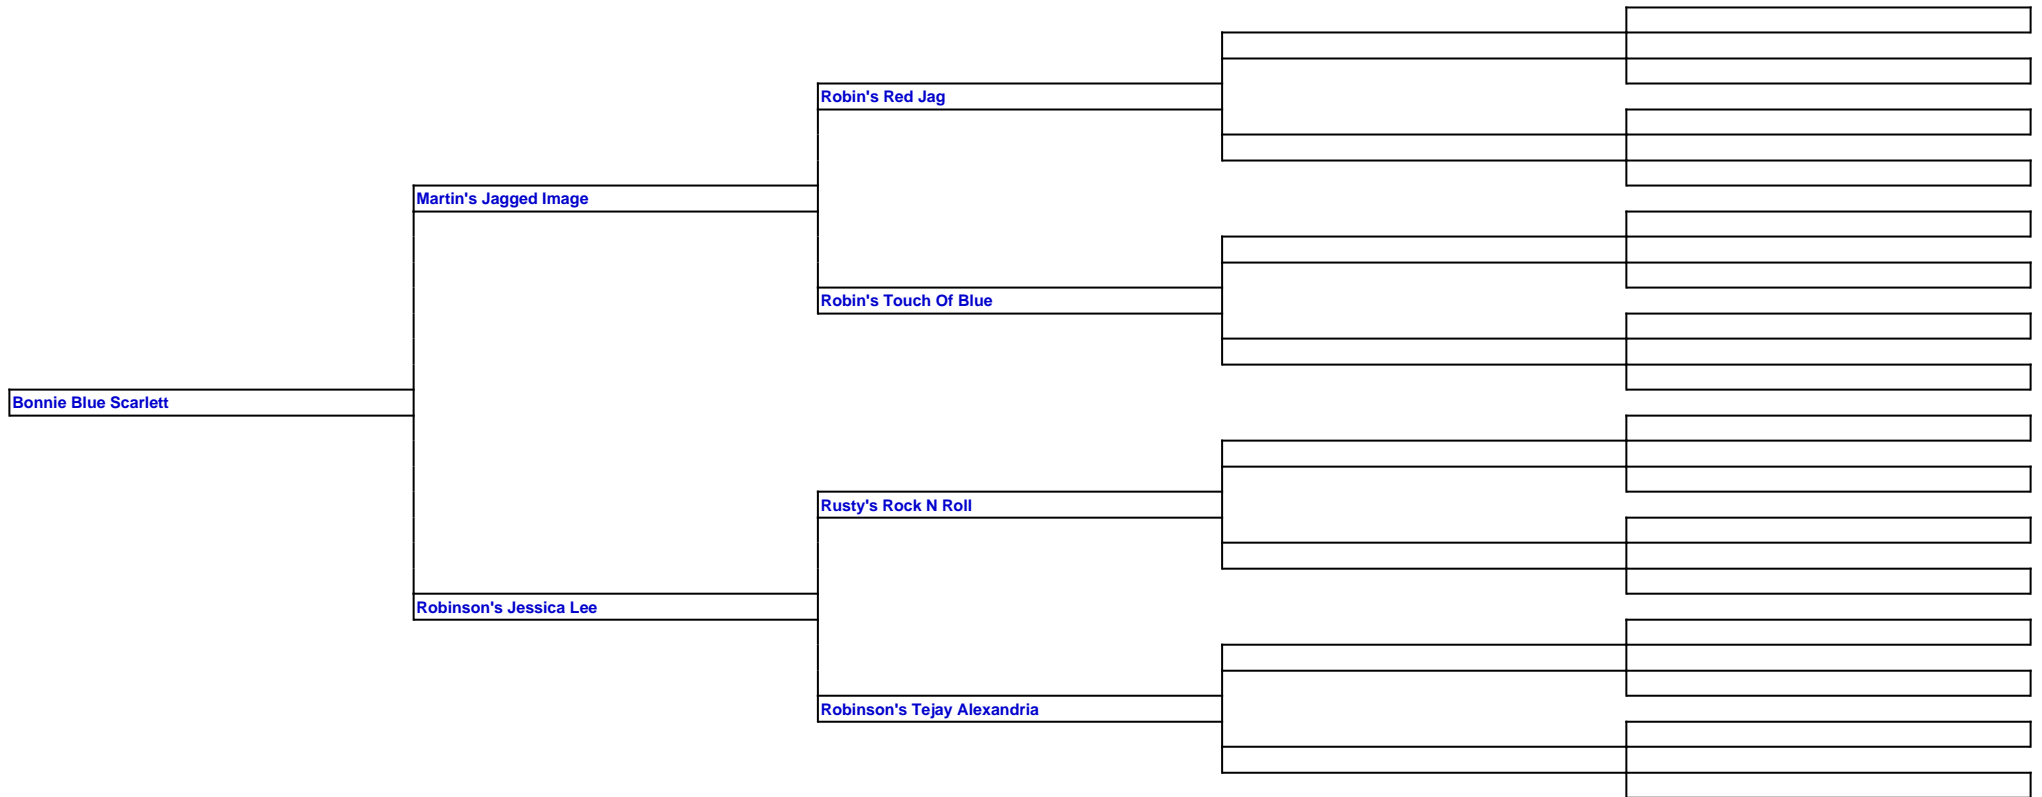 Robin's Red Jag
Martin's Jagged Image
Robin's Touch Of Blue
Bonnie Blue Scarlett
Rusty's Rock N Roll
Robinson's Jessica Lee
Robinson's Tejay Alexandria